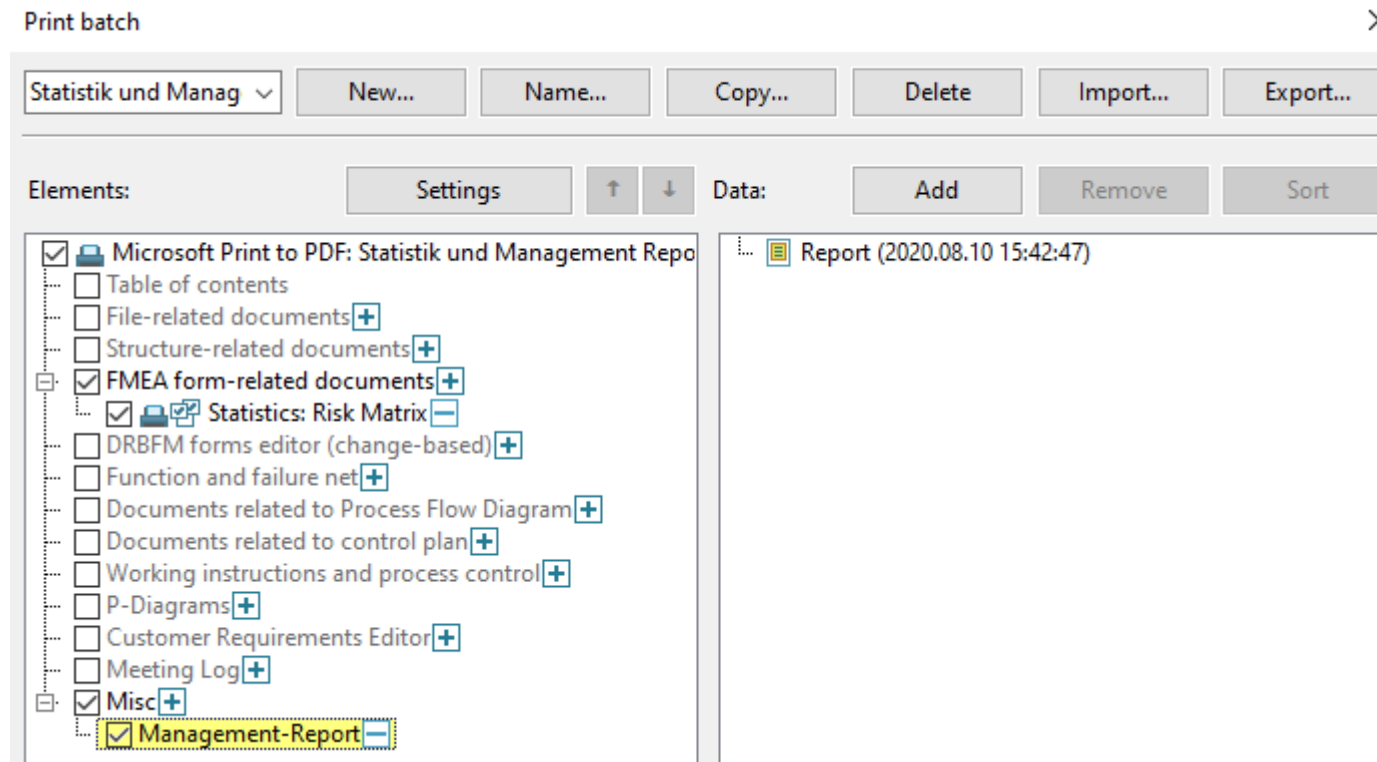 Print batch
Statistik und Manag New... Name... Copy... Delete Import... Export...
Elements: Settings Data: Add Remove Sort
Microsoft Print to PDF: Statistik und Management Repo
Report (2020.08.10 15:42:47)
Table of contents
File-related documents
Structure-related documents
FMEA form-related documents
Statistics: Risk Matrix
DRBFM forms editor (change-based)
Function and failure net
Documents related to Process Flow Diagram
Documents related to control plan
Working instructions and process control
P-Diagrams
Customer Requirements Editor
Meeting Log
Misc
Management-Report